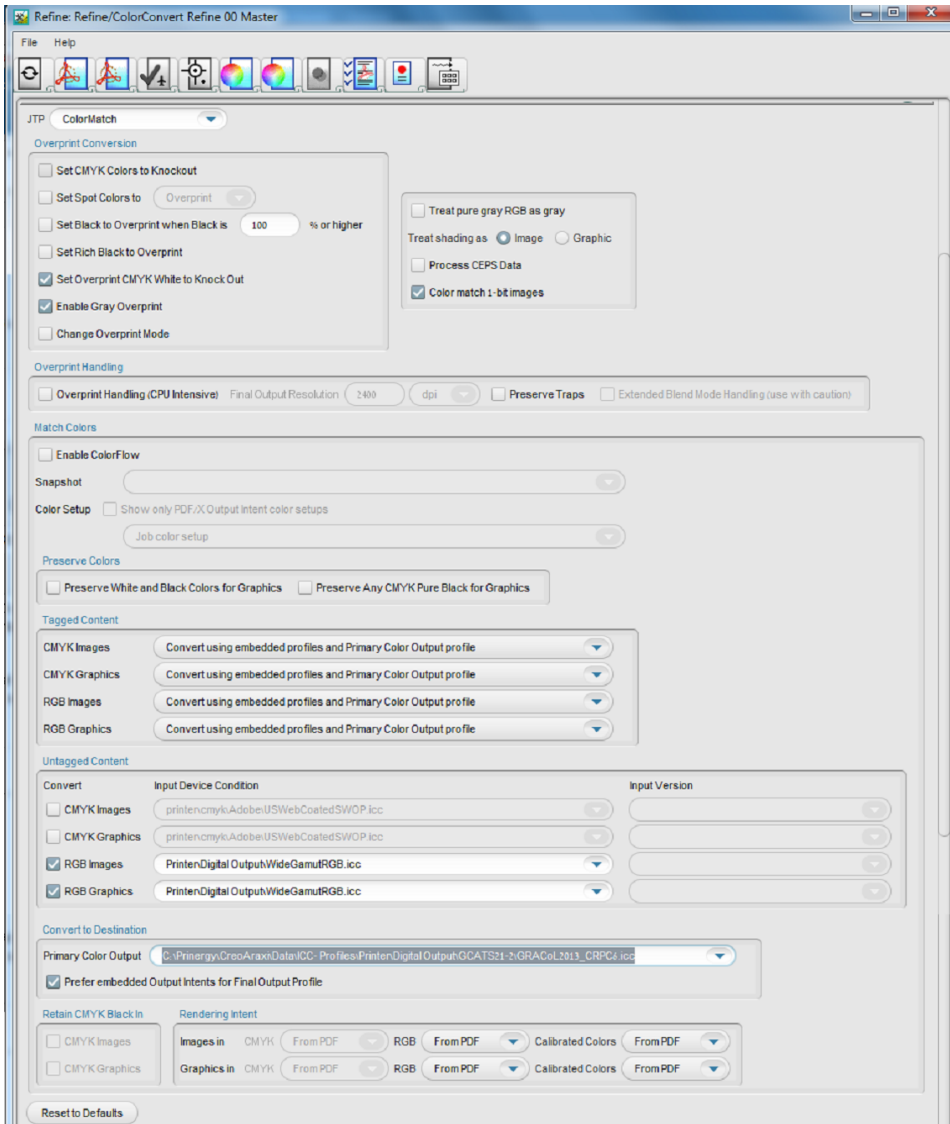 Refine: Refine/ColorConvert Refine 00 Master
File Help
JTP ColorMatch
Overprint Conversion
Set CMYK Colors to Knockout
Set Spot Colors to Overprint
Set Black to Overprint when Black is 100 % or higher
Set Rich Black to Overprint
Set Overprint CMYK White to Knock Out
Enable Gray Overprint
Change Overprint Mode
Treat pure gray RGB as gray
Treat shading as Image Graphic
Process CEPS Data
Color match 1-bit images
Overprint Handling
Overprint Handling (CPU Intensive) Final Output Resolution 2400 dpi Preserve Traps Extended Blend Mode Handling (use with caution)
Match Colors
Enable ColorFlow
Snapshot
Color Setup Show only PDF/X Output Intent color setups
Job color setup
Preserve Colors
Preserve White and Black Colors for Graphics Preserve Any CMYK Pure Black for Graphics
Tagged Content
CMYK Images Convert using embedded profiles and Primary Color Output profile
CMYK Graphics Convert using embedded profiles and Primary Color Output profile
RGB Images Convert using embedded profiles and Primary Color Output profile
RGB Graphics Convert using embedded profiles and Primary Color Output profile
Untagged Content
Convert Input Device Condition Input Version
CMYK Images printer\cmyk\Adobe\USWebCoatedSWOP.icc
CMYK Graphics printer\cmyk\Adobe\USWebCoatedSWOP.icc
RGB Images Printer\Digital Output\WideGamutRGB.icc
RGB Graphics Printer\Digital Output\WideGamutRGB.icc
Convert to Destination
Primary Color Output C:\Prinergy\CreoAraxi\Data\ICC-Profiles\Printer\Digital Output\GCATS21-2\GRACoL2013_CRPC6.icc
Prefer embedded Output Intents for Final Output Profile
Retain CMYK Black In Rendering Intent
CMYK Images Images in CMYK From PDF RGB From PDF Calibrated Colors From PDF
CMYK Graphics Graphics in CMYK From PDF RGB From PDF Calibrated Colors From PDF
Reset to Defaults